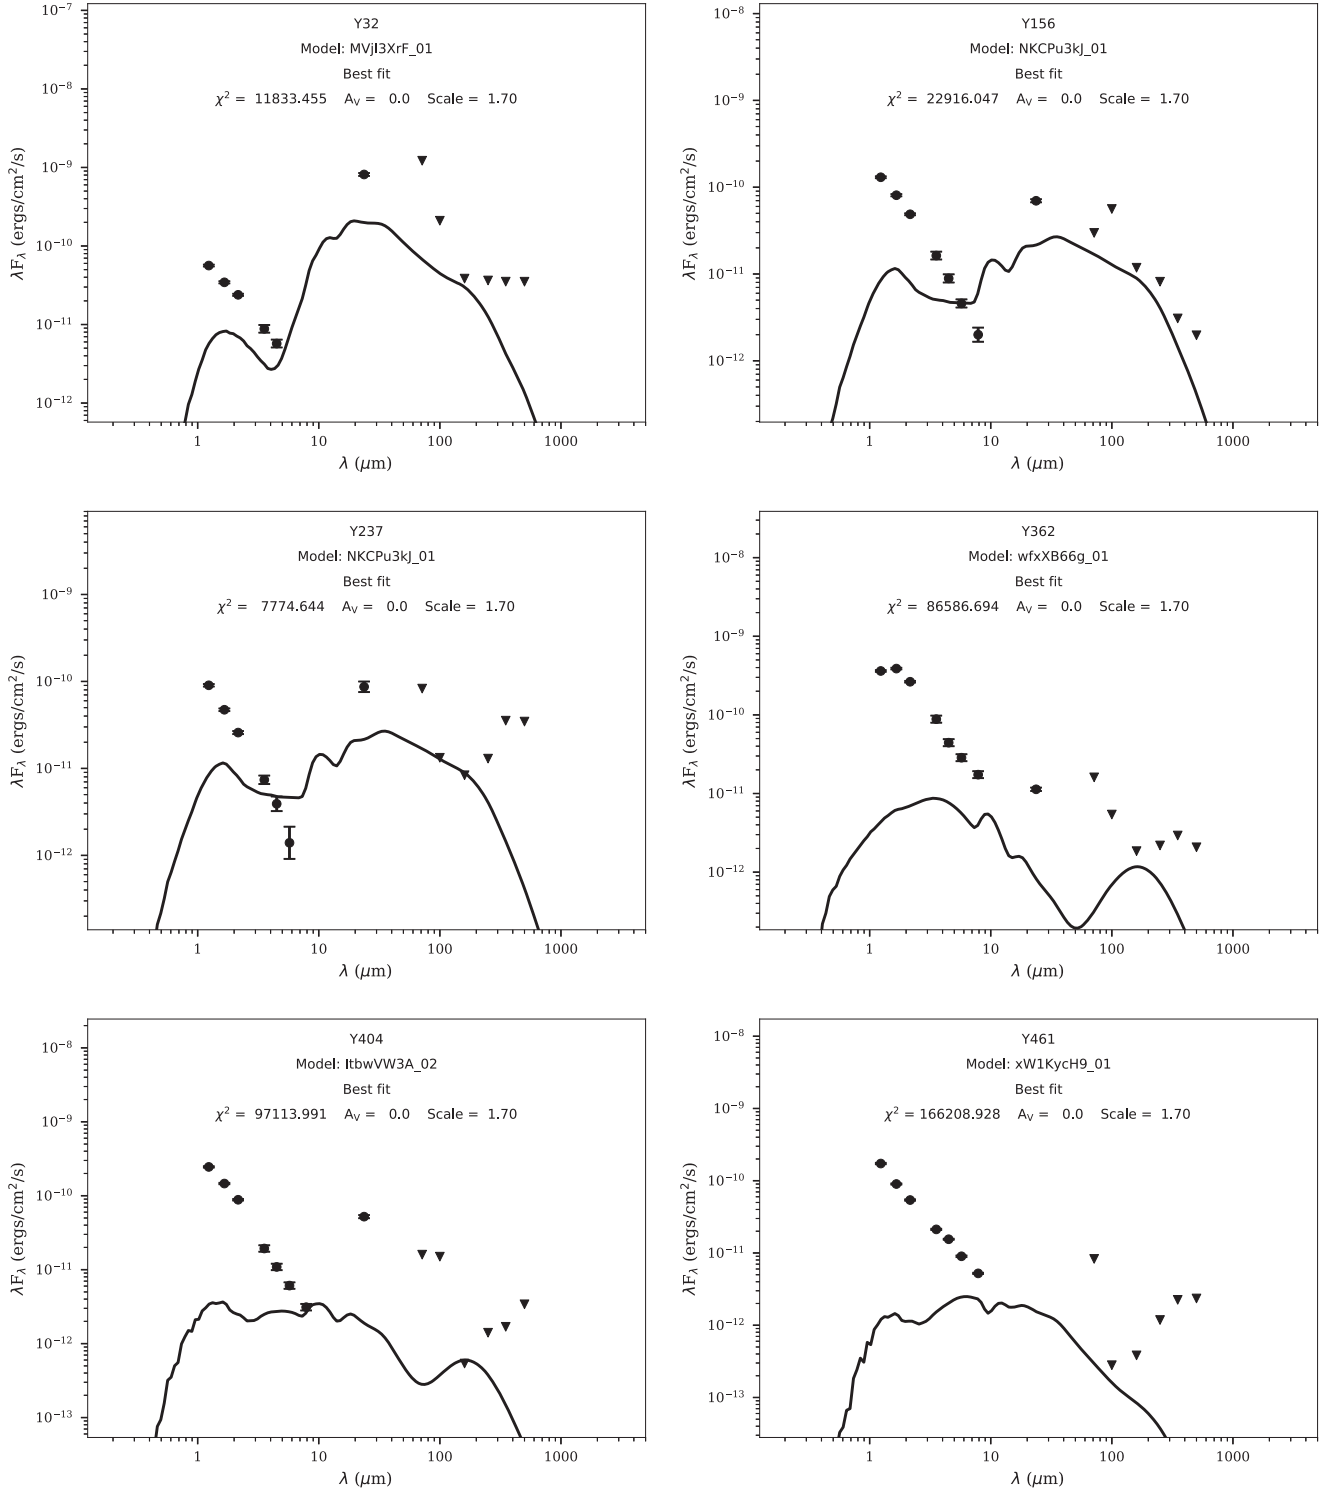 Y32
Model: MVjl3XrF_01
Best fit
χ² = 11833.455 A_V = 0.0 Scale = 1.70
10⁻⁷
10⁻⁸
10⁻⁹
10⁻¹⁰
10⁻¹¹
10⁻¹²
λF_λ (ergs/cm²/s)
1 10 100 1000
λ (μm)
Y156
Model: NKCPu3kJ_01
Best fit
χ² = 22916.047 A_V = 0.0 Scale = 1.70
10⁻⁸
10⁻⁹
10⁻¹⁰
10⁻¹¹
10⁻¹²
λF_λ (ergs/cm²/s)
1 10 100 1000
λ (μm)
Y237
Model: NKCPu3kJ_01
Best fit
χ² = 7774.644 A_V = 0.0 Scale = 1.70
10⁻⁹
10⁻¹⁰
10⁻¹¹
10⁻¹²
λF_λ (ergs/cm²/s)
1 10 100 1000
λ (μm)
Y362
Model: wfxXB66g_01
Best fit
χ² = 86586.694 A_V = 0.0 Scale = 1.70
10⁻⁸
10⁻⁹
10⁻¹⁰
10⁻¹¹
10⁻¹²
λF_λ (ergs/cm²/s)
1 10 100 1000
λ (μm)
Y404
Model: ItbwVW3A_02
Best fit
χ² = 97113.991 A_V = 0.0 Scale = 1.70
10⁻⁸
10⁻⁹
10⁻¹⁰
10⁻¹¹
10⁻¹²
10⁻¹³
λF_λ (ergs/cm²/s)
1 10 100 1000
λ (μm)
Y461
Model: xW1KycH9_01
Best fit
χ² = 166208.928 A_V = 0.0 Scale = 1.70
10⁻⁸
10⁻⁹
10⁻¹⁰
10⁻¹¹
10⁻¹²
10⁻¹³
λF_λ (ergs/cm²/s)
1 10 100 1000
λ (μm)